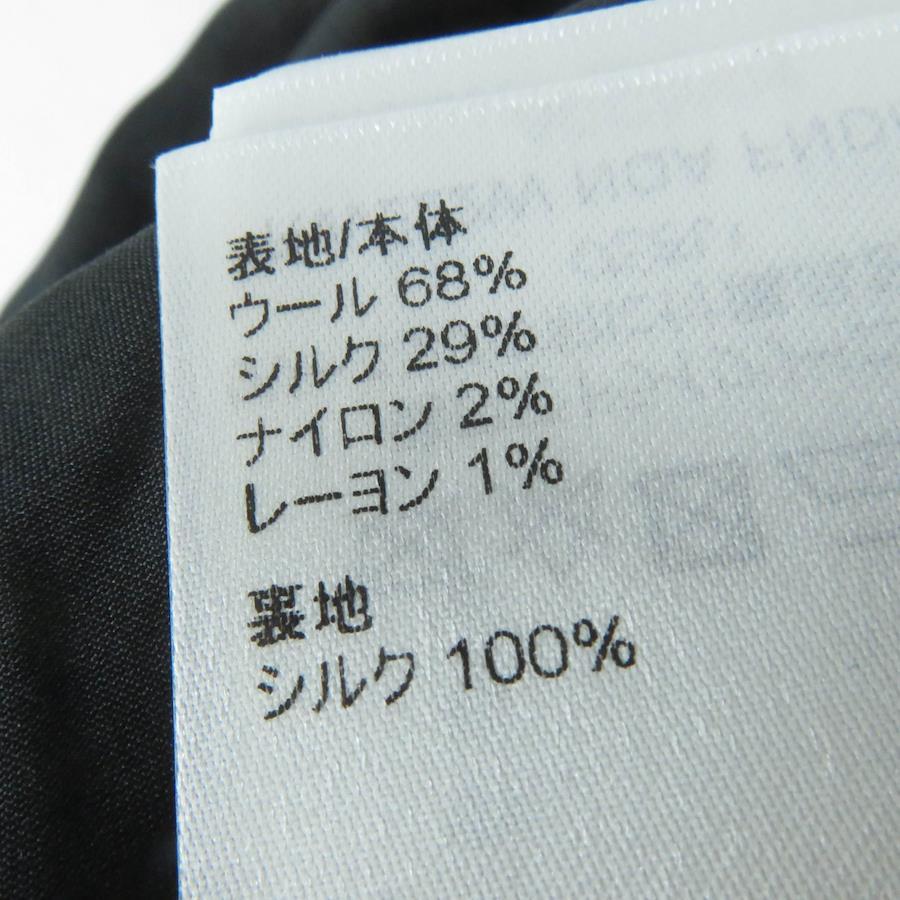 表地/本体
ウール 68%
シルク 29%
ナイロン 2%
レーヨン 1%
裏地
シルク 100%